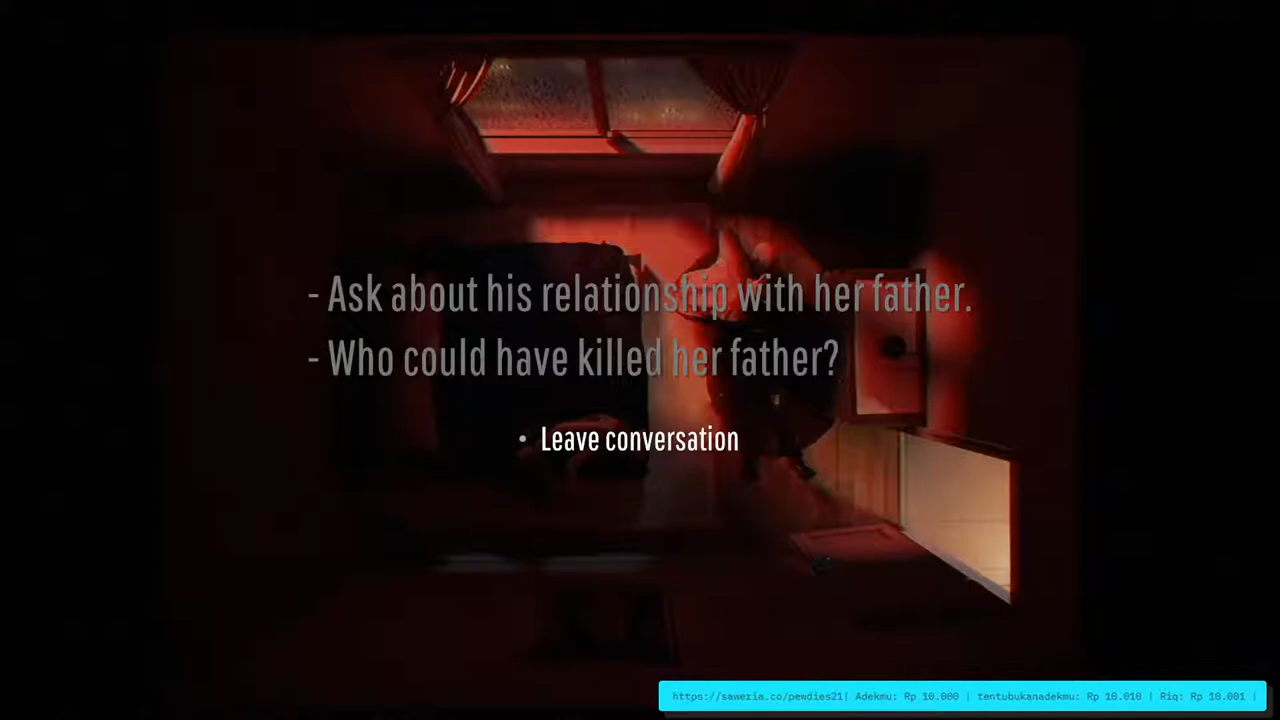 - Ask about his relationship with her father.
- Who could have killed her father?
• Leave conversation
https://saweria.co/pewdies21| Adekmu: Rp 10.000 | tentubukanadekmu: Rp 10.010 | Riq: Rp 10.001 |